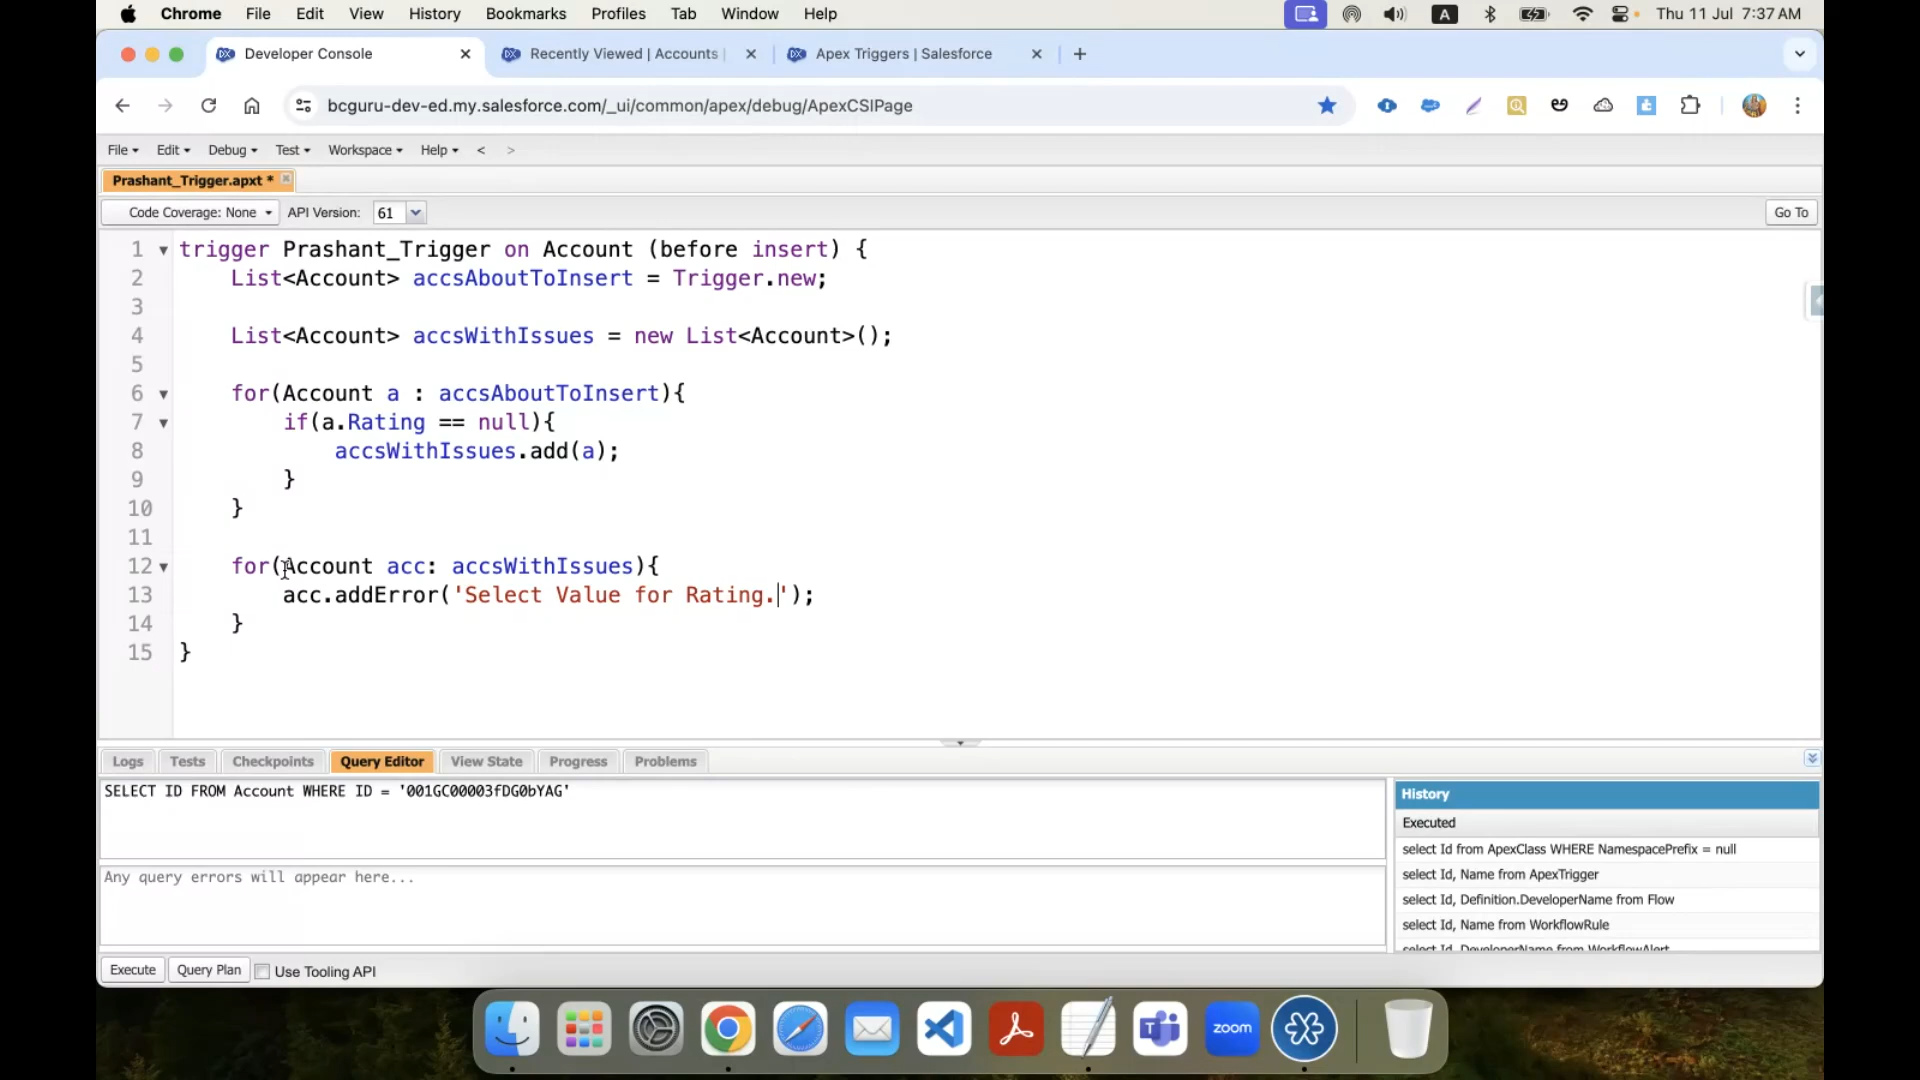 Chrome File Edit View History Bookmarks Profiles Tab Window Help A Thu 11 Jul 7:37 AM
Developer Console Recently Viewed | Accounts | Apex Triggers | Salesforce
bcguru-dev-ed.my.salesforce.com/_ui/common/apex/debug/ApexCSIPage
File Edit Debug Test Workspace Help < >
Prashant_Trigger.apxt *
Code Coverage: None API Version: 61 Go To
1 trigger Prashant_Trigger on Account (before insert) {
2 List<Account> accsAboutToInsert = Trigger.new;
3
4 List<Account> accsWithIssues = new List<Account>();
5
6 for(Account a : accsAboutToInsert){
7 if(a.Rating == null){
8 accsWithIssues.add(a);
9 }
10 }
11
12 for(Account acc: accsWithIssues){
13 acc.addError('Select Value for Rating.');
14 }
15 }
Logs Tests Checkpoints Query Editor View State Progress Problems
SELECT ID FROM Account WHERE ID = '001GC00003fDG0bYAG'
Any query errors will appear here...
History
Executed
select Id from ApexClass WHERE NamespacePrefix = null
select Id, Name from ApexTrigger
select Id, Definition.DeveloperName from Flow
select Id, Name from WorkflowRule
select Id, DeveloperName from WorkflowAlert
Execute Query Plan Use Tooling API
zoom